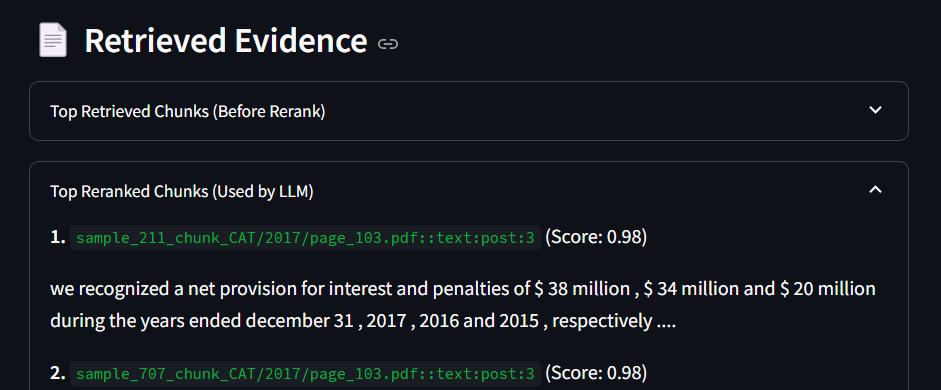 Retrieved Evidence
Top Retrieved Chunks (Before Rerank)
Top Reranked Chunks (Used by LLM)
1. sample_211_chunk_CAT/2017/page_103.pdf::text:post:3 (Score: 0.98)
we recognized a net provision for interest and penalties of $ 38 million , $ 34 million and $ 20 million
during the years ended december 31 , 2017 , 2016 and 2015 , respectively ....
2. sample_707_chunk_CAT/2017/page_103.pdf::text:post:3 (Score: 0.98)